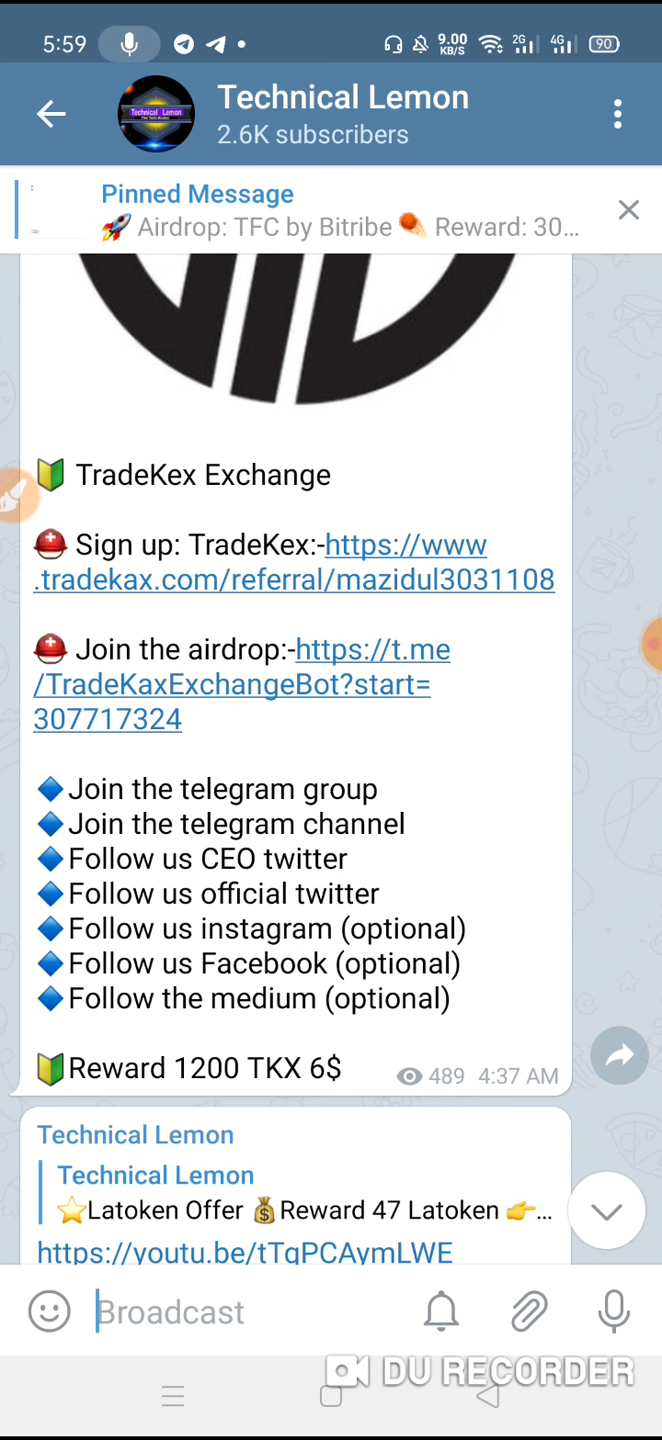 5:59
9.00
KB/S
2G
4G
90
Technical Lemon
Technical Lemon
2.6K subscribers
Pinned Message
🚀 Airdrop: TFC by Bitribe ☄️ Reward: 30...
🔰 TradeKex Exchange
⛑ Sign up: TradeKex:-https://www
.tradekax.com/referral/mazidul3031108
⛑ Join the airdrop:-https://t.me
/TradeKaxExchangeBot?start=
307717324
🔷Join the telegram group
🔷Join the telegram channel
🔷Follow us CEO twitter
🔷Follow us official twitter
🔷Follow us instagram (optional)
🔷Follow us Facebook (optional)
🔷Follow the medium (optional)
🔰Reward 1200 TKX 6$
489 4:37 AM
Technical Lemon
Technical Lemon
⭐Latoken Offer 💰Reward 47 Latoken 👉...
https://youtu.be/tTqPCAymLWE
Broadcast
DU RECORDER